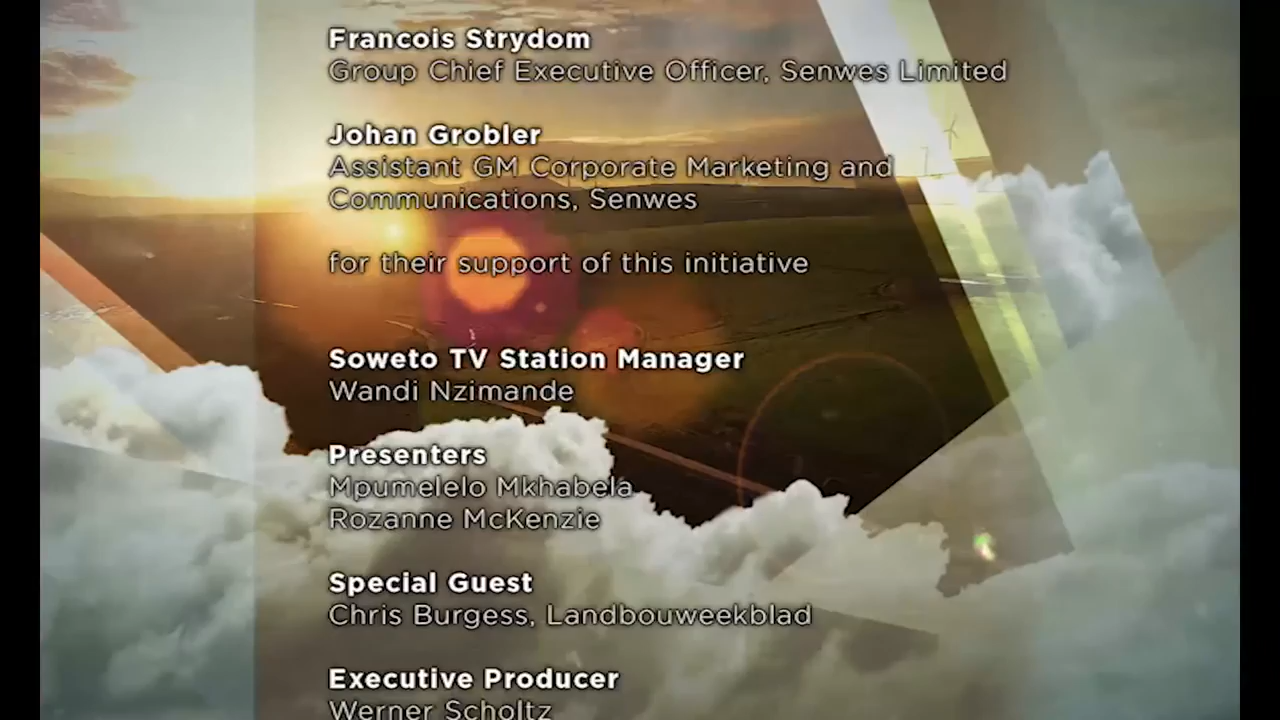 Francois Strydom
Group Chief Executive Officer, Senwes Limited
Johan Grobler
Assistant GM Corporate Marketing and
Communications, Senwes
for their support of this initiative
Soweto TV Station Manager
Wandi Nzimande
Presenters
Mpumelelo Mkhabela
Rozanne McKenzie
Special Guest
Chris Burgess, Landbouweekblad
Executive Producer
Werner Scholtz